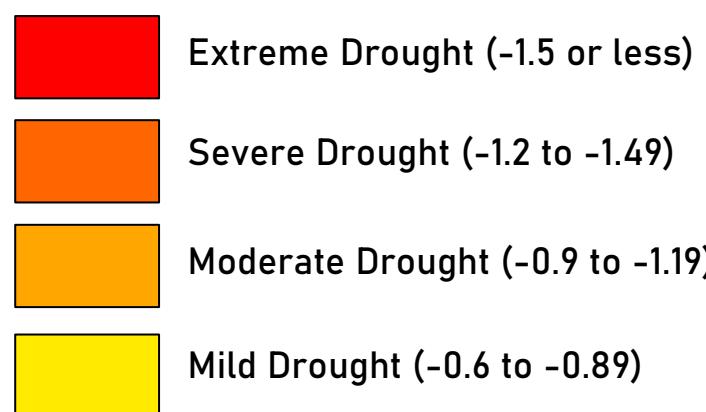 Extreme Drought (-1.5 or less)
Severe Drought (-1.2 to -1.49)
Moderate Drought (-0.9 to -1.19)
Mild Drought (-0.6 to -0.89)